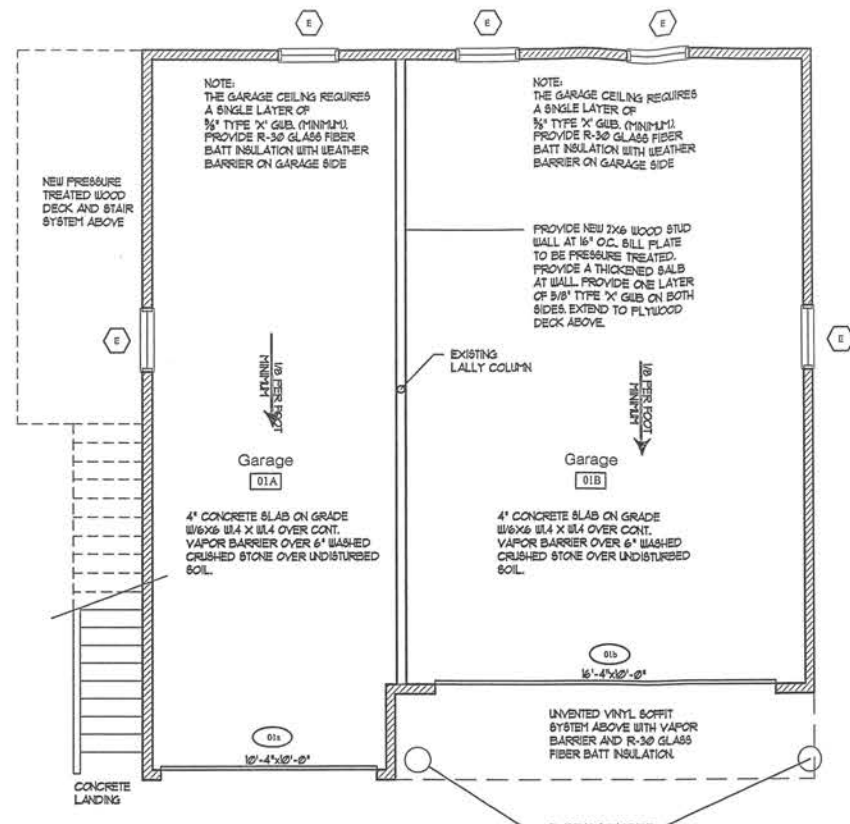 E
E
E
NOTE:
THE GARAGE CEILING REQUIRES
A SINGLE LAYER OF
⅝" TYPE 'X' GWB. (MINIMUM).
PROVIDE R-30 GLASS FIBER
BATT INSULATION WITH WEATHER
BARRIER ON GARAGE SIDE
NOTE:
THE GARAGE CEILING REQUIRES
A SINGLE LAYER OF
⅝" TYPE 'X' GWB. (MINIMUM).
PROVIDE R-30 GLASS FIBER
BATT INSULATION WITH WEATHER
BARRIER ON GARAGE SIDE
NEW PRESSURE
TREATED WOOD
DECK AND STAIR
SYSTEM ABOVE
PROVIDE NEW 2X6 WOOD STUD
WALL AT 16" O.C. SILL PLATE
TO BE PRESSURE TREATED.
PROVIDE A THICKENED SALB
AT WALL. PROVIDE ONE LAYER
OF 5/8" TYPE 'X' GWB ON BOTH
SIDES. EXTEND TO PLYWOOD
DECK ABOVE.
E
E
EXISTING
LALLY COLUMN
1/8 PER FOOT
MINIMUM
1/8 PER FOOT
MINIMUM
Garage
01A
Garage
01B
4" CONCRETE SLAB ON GRADE
W/6X6 W1.4 X W1.4 OVER CONT.
VAPOR BARRIER OVER 6" WASHED
CRUSHED STONE OVER UNDISTURBED
SOIL.
4" CONCRETE SLAB ON GRADE
W/6X6 W1.4 X W1.4 OVER CONT.
VAPOR BARRIER OVER 6" WASHED
CRUSHED STONE OVER UNDISTURBED
SOIL.
01b
16'-4"x10'-0"
UNVENTED VINYL SOFFIT
SYSTEM ABOVE WITH VAPOR
BARRIER AND R-30 GLASS
FIBER BATT INSULATION.
01a
10'-4"x10'-0"
CONCRETE
LANDING